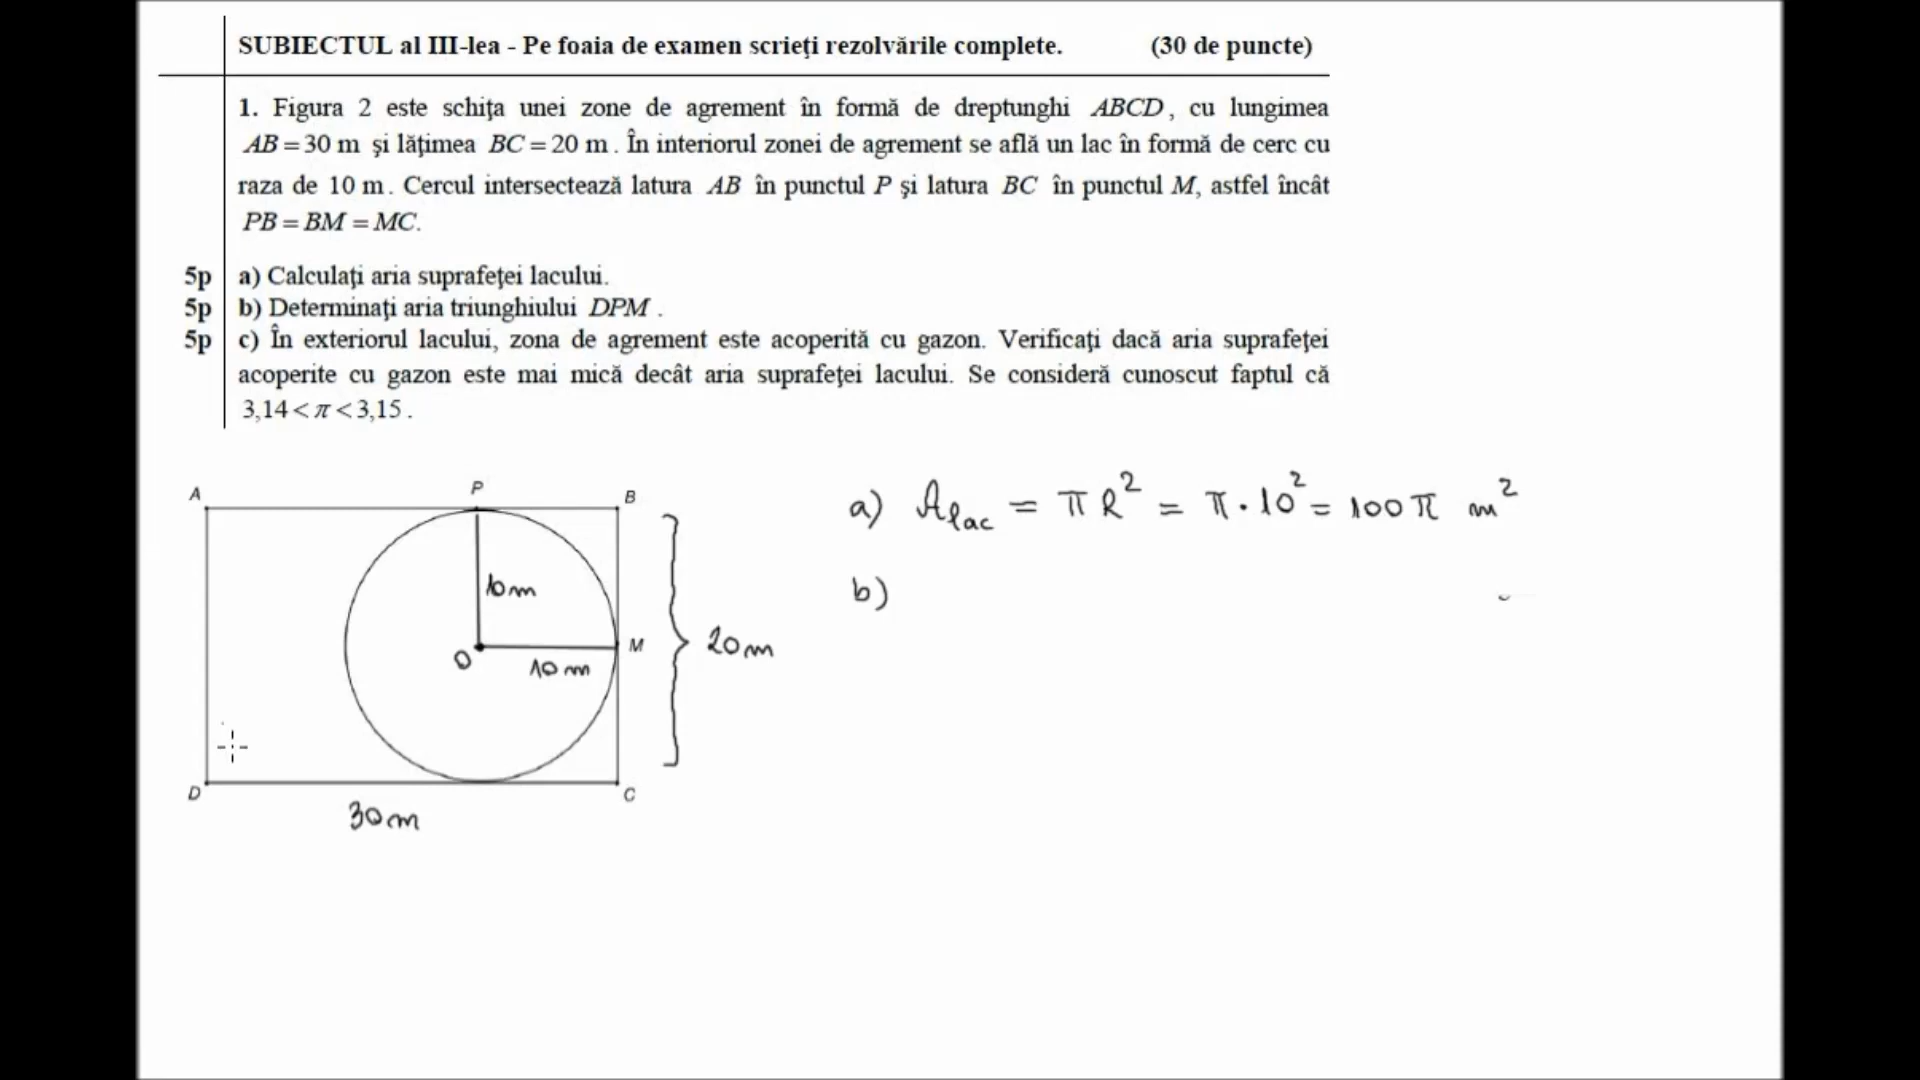 SUBIECTUL al III-lea - Pe foaia de examen scrieţi rezolvările complete. (30 de puncte)
1. Figura 2 este schiţa unei zone de agrement în formă de dreptunghi ABCD, cu lungimea
AB = 30 m şi lăţimea BC = 20 m. În interiorul zonei de agrement se află un lac în formă de cerc cu
raza de 10 m. Cercul intersectează latura AB în punctul P şi latura BC în punctul M, astfel încât
PB = BM = MC.
5p a) Calculaţi aria suprafeţei lacului.
5p b) Determinaţi aria triunghiului DPM.
5p c) În exteriorul lacului, zona de agrement este acoperită cu gazon. Verificaţi dacă aria suprafeţei
acoperite cu gazon este mai mică decât aria suprafeţei lacului. Se consideră cunoscut faptul că
3,14 < π < 3,15.
A P B
10m
O 10 m M
20m
D C
30m
a) A lac = π R² = π · 10² = 100 π m²
b)